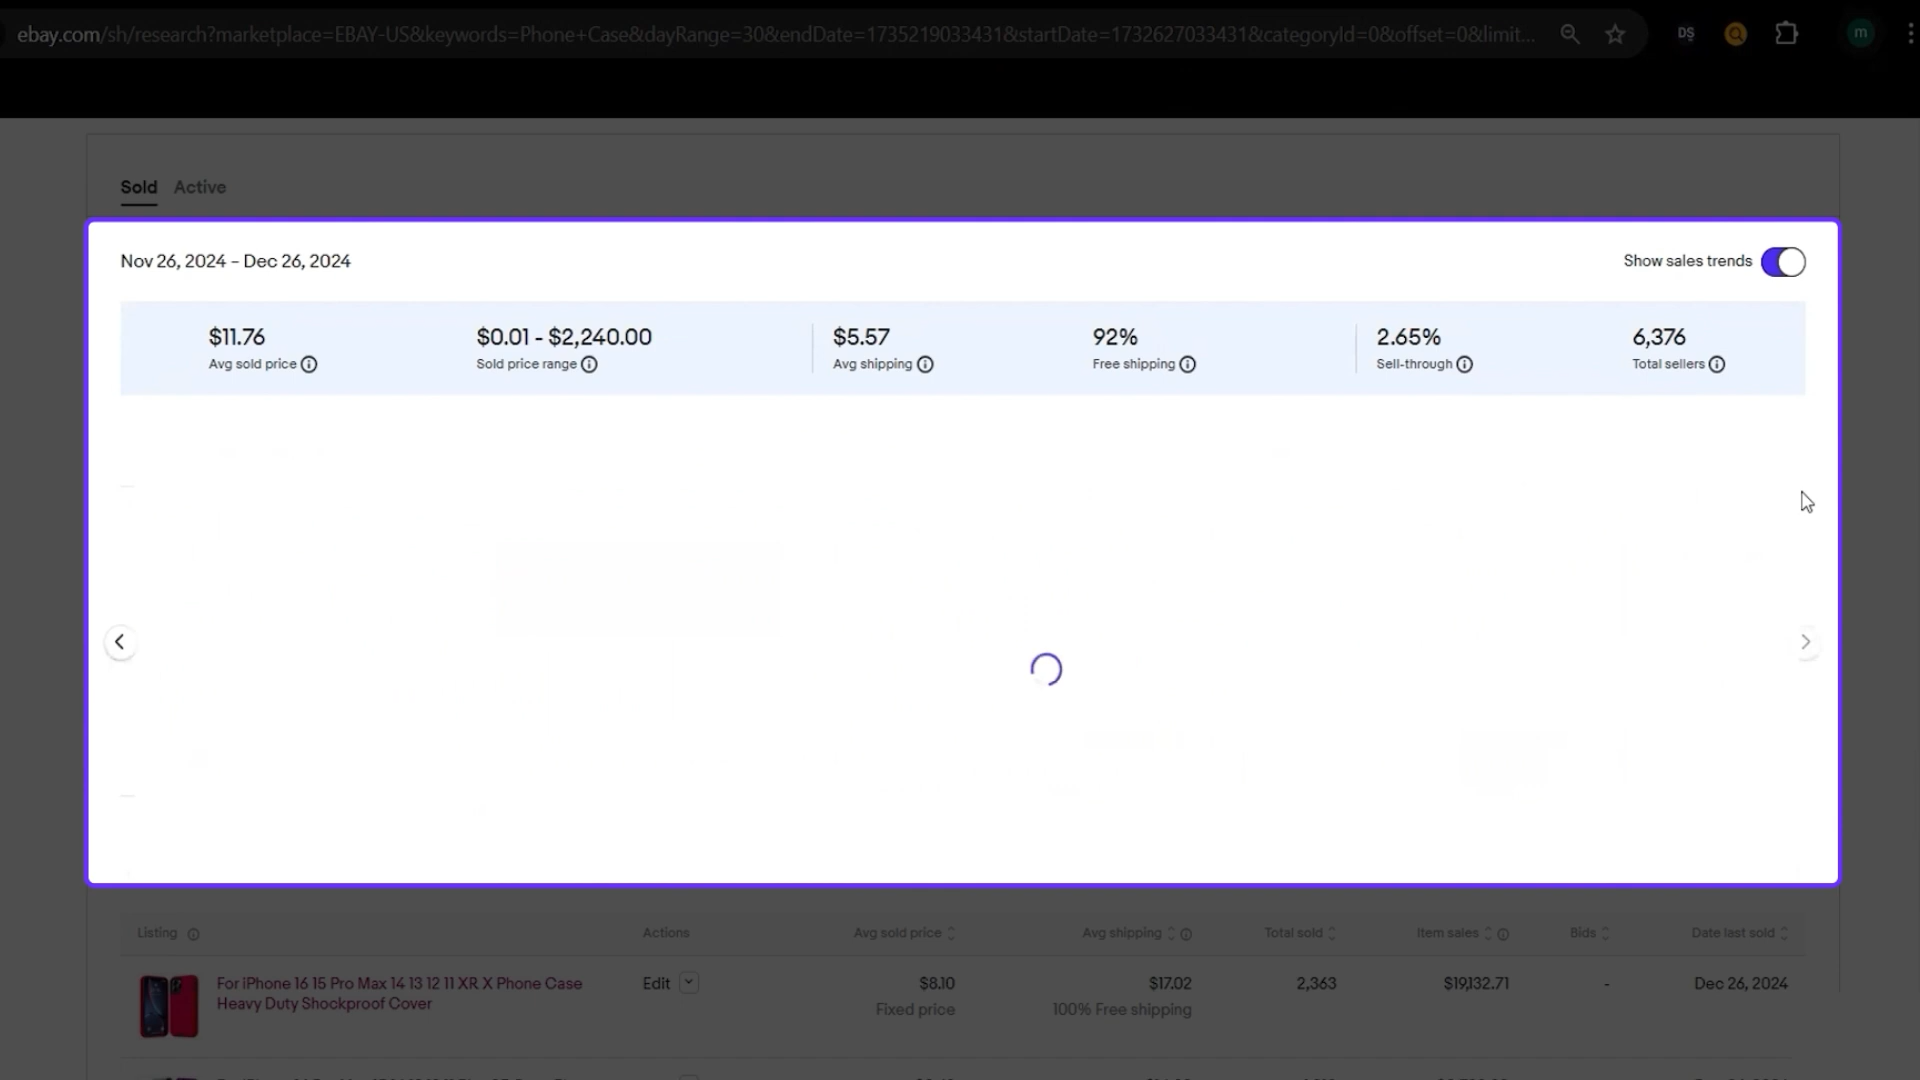 ebay.com/sh/research?marketplace=EBAY-US&keywords=Phone+Case&dayRange=30&endDate=1735219033431&startDate=1732627033431&categoryId=0&offset=0&limit...
DS
m
Sold Active
Nov 26, 2024 – Dec 26, 2024
Show sales trends
$11.76 $0.01 - $2,240.00 $5.57 92% 2.65% 6,376
Avg sold price Sold price range Avg shipping Free shipping Sell-through Total sellers
Listing Actions Avg sold price Avg shipping Total sold Item sales Bids Date last sold
For iPhone 16 15 Pro Max 14 13 12 11 XR X Phone Case Edit $8.10 $17.02 2,363 $19,132.71 - Dec 26, 2024
Heavy Duty Shockproof Cover Fixed price 100% Free shipping